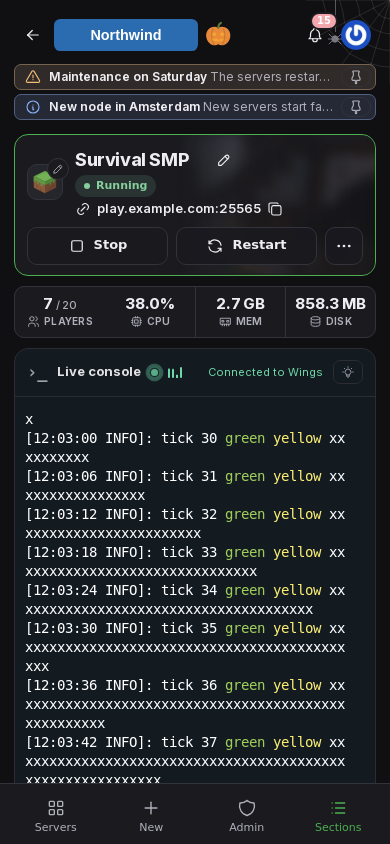 Northwind
15
Maintenance on Saturday The servers restar...
New node in Amsterdam New servers start fa...
Survival SMP
Running
play.example.com:25565
Stop
Restart
7 / 20
PLAYERS
38.0%
CPU
2.7 GB
MEM
858.3 MB
DISK
Live console
Connected to Wings
x
[12:03:00 INFO]: tick 30 green yellow xx
xxxxxxxx
[12:03:06 INFO]: tick 31 green yellow xx
xxxxxxxxxxxxxxx
[12:03:12 INFO]: tick 32 green yellow xx
xxxxxxxxxxxxxxxxxxxxxx
[12:03:18 INFO]: tick 33 green yellow xx
xxxxxxxxxxxxxxxxxxxxxxxxxxxxx
[12:03:24 INFO]: tick 34 green yellow xx
xxxxxxxxxxxxxxxxxxxxxxxxxxxxxxxxxxxx
[12:03:30 INFO]: tick 35 green yellow xx
xxxxxxxxxxxxxxxxxxxxxxxxxxxxxxxxxxxxxxxx
xxx
[12:03:36 INFO]: tick 36 green yellow xx
xxxxxxxxxxxxxxxxxxxxxxxxxxxxxxxxxxxxxxxx
xxxxxxxxxx
[12:03:42 INFO]: tick 37 green yellow xx
xxxxxxxxxxxxxxxxxxxxxxxxxxxxxxxxxxxxxxxx
xxxxxxxxxxxxxxxxx
Servers
New
Admin
Sections